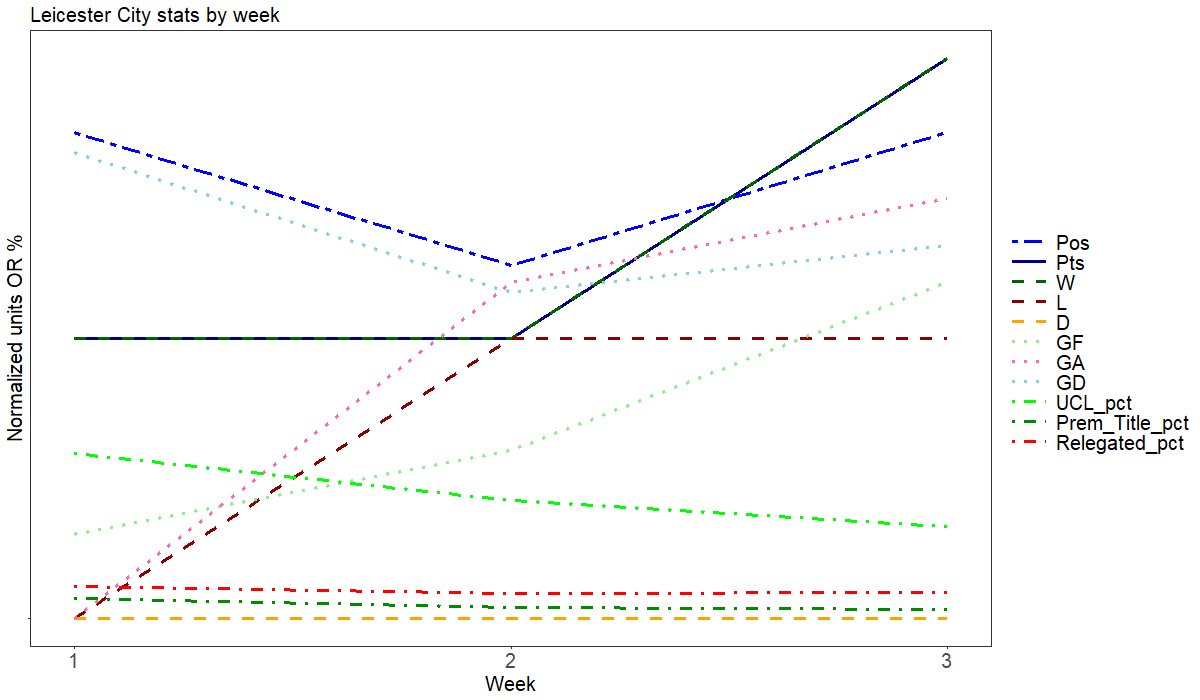 Leicester City stats by week
Normalized units OR %
Pos
Pts
W
L
D
GF
GA
GD
UCL_pct
Prem_Title_pct
Relegated_pct
1
2
3
Week